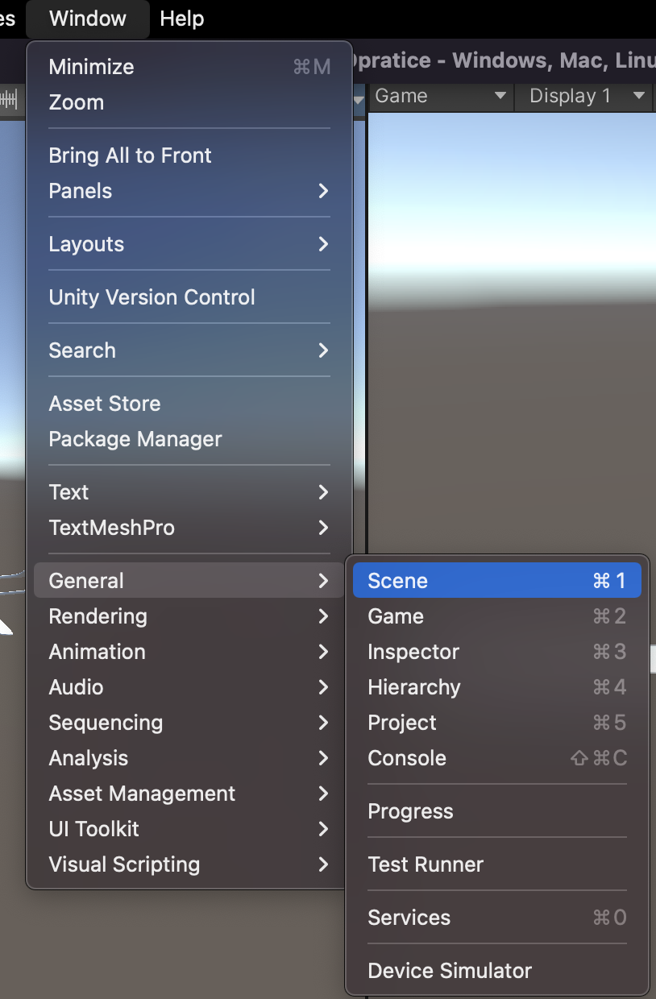 Window
Help
Minimize ⌘M
Zoom
Bring All to Front
Panels
Layouts
Unity Version Control
Search
Asset Store
Package Manager
Text
TextMeshPro
General
Rendering
Animation
Audio
Sequencing
Analysis
Asset Management
UI Toolkit
Visual Scripting
Scene ⌘1
Game ⌘2
Inspector ⌘3
Hierarchy ⌘4
Project ⌘5
Console ⇧⌘C
Progress
Test Runner
Services ⌘0
Device Simulator
pratice - Windows, Mac, Linu
Game
Display 1